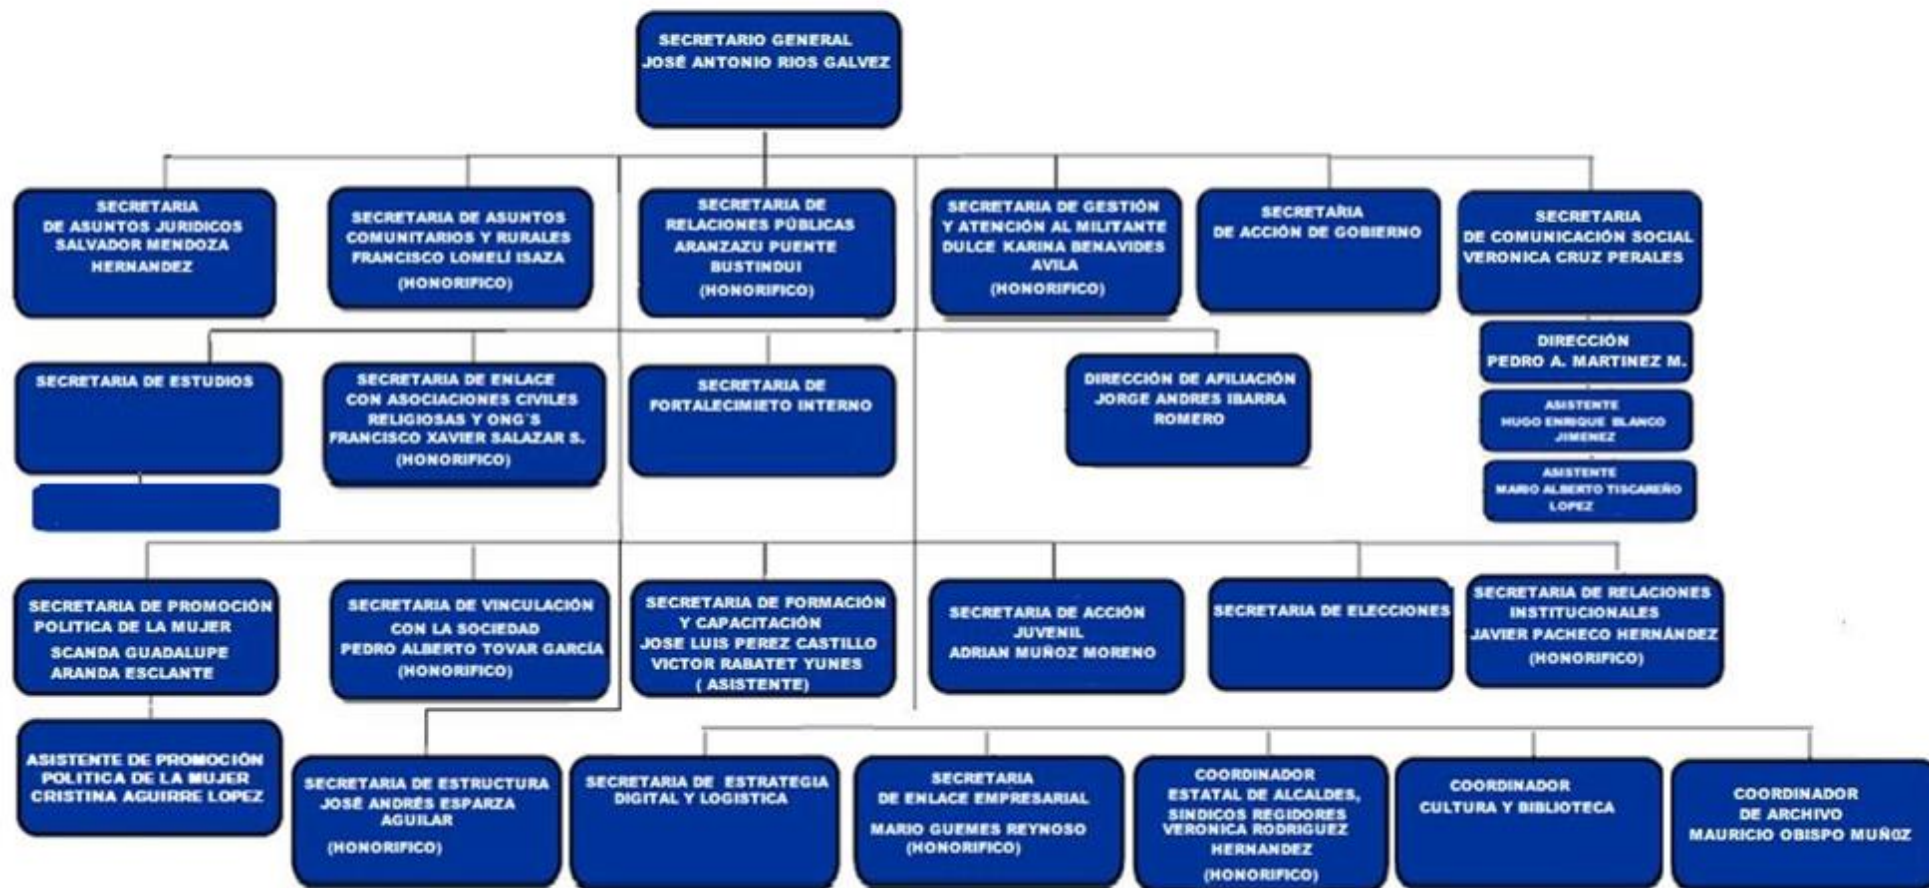 SECRETARIO GENERAL
JOSÉ ANTONIO RIOS GALVEZ
SECRETARIA
DE ASUNTOS JURIDICOS
SALVADOR MENDOZA
HERNANDEZ
SECRETARIA DE ASUNTOS
COMUNITARIOS Y RURALES
FRANCISCO LOMELÍ ISAZA
(HONORIFICO)
SECRETARIA DE
RELACIONES PÚBLICAS
ARANZAZU PUENTE
BUSTINDUI
(HONORIFICO)
SECRETARIA DE GESTIÓN
Y ATENCIÓN AL MILITANTE
DULCE KARINA BENAVIDES
AVILA
(HONORIFICO)
SECRETARIA
DE ACCIÓN DE GOBIERNO
SECRETARIA
DE COMUNICACIÓN SOCIAL
VERONICA CRUZ PERALES
DIRECCIÓN
PEDRO A. MARTINEZ M.
ASISTENTE
HUGO ENRIQUE BLANCO
JIMENEZ
ASISTENTE
MARIO ALBERTO TISCAREÑO
LOPEZ
SECRETARIA DE ESTUDIOS
SECRETARIA DE ENLACE
CON ASOCIACIONES CIVILES
RELIGIOSAS Y ONG´S
FRANCISCO XAVIER SALAZAR S.
(HONORIFICO)
SECRETARIA DE
FORTALECIMIETO INTERNO
DIRECCIÓN DE AFILIACIÓN
JORGE ANDRES IBARRA
ROMERO
SECRETARIA DE PROMOCIÓN
POLITICA DE LA MUJER
SCANDA GUADALUPE
ARANDA ESCLANTE
SECRETARIA DE VINCULACIÓN
CON LA SOCIEDAD
PEDRO ALBERTO TOVAR GARCÍA
(HONORIFICO)
SECRETARIA DE FORMACIÓN
Y CAPACITACIÓN
JOSE LUIS PEREZ CASTILLO
VICTOR RABATET YUNES
( ASISTENTE)
SECRETARIA DE ACCIÓN
JUVENIL
ADRIAN MUÑOZ MORENO
SECRETARIA DE ELECCIONES
SECRETARIA DE RELACIONES
INSTITUCIONALES
JAVIER PACHECO HERNÁNDEZ
(HONORIFICO)
ASISTENTE DE PROMOCIÓN
POLITICA DE LA MUJER
CRISTINA AGUIRRE LOPEZ
SECRETARIA DE ESTRUCTURA
JOSÉ ANDRÉS ESPARZA
AGUILAR
(HONORIFICO)
SECRETARIA DE ESTRATEGIA
DIGITAL Y LOGISTICA
SECRETARIA
DE ENLACE EMPRESARIAL
MARIO GUEMES REYNOSO
(HONORIFICO)
COORDINADOR
ESTATAL DE ALCALDES,
SINDICOS REGIDORES
VERONICA RODRIGUEZ
HERNANDEZ
(HONORIFICO)
COORDINADOR
CULTURA Y BIBLIOTECA
COORDINADOR
DE ARCHIVO
MAURICIO OBISPO MUÑ0Z